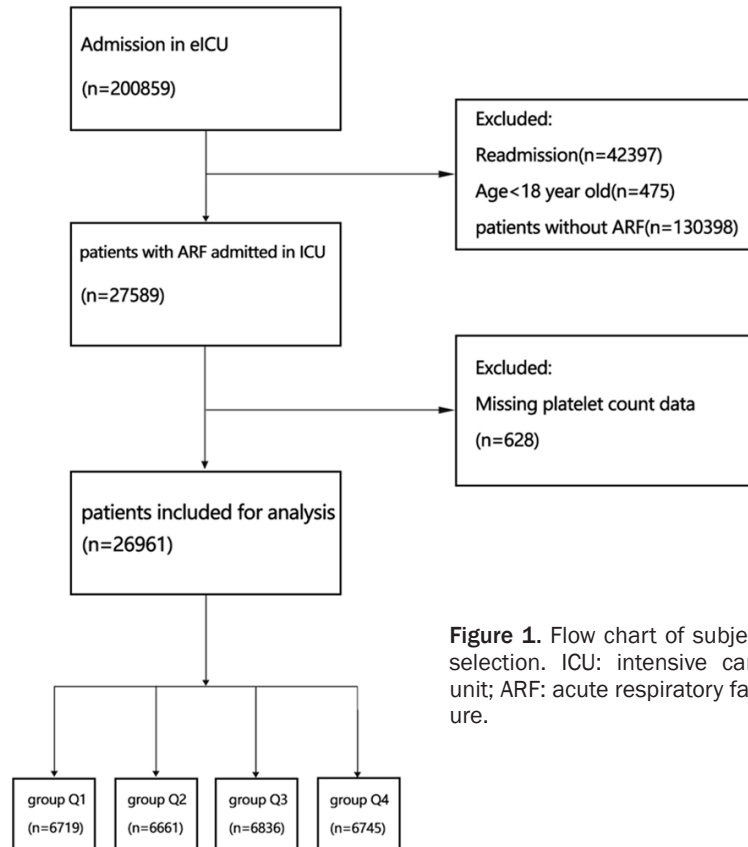 Admission in eICU
(n=200859)
Excluded:
Readmission(n=42397)
Age<18 year old(n=475)
patients without ARF(n=130398)
patients with ARF admitted in ICU
(n=27589)
Excluded:
Missing platelet count data
(n=628)
patients included for analysis
(n=26961)
Figure 1. Flow chart of subje
selection. ICU: intensive car
unit; ARF: acute respiratory fa
ure.
group Q1
(n=6719)
group Q2
(n=6661)
group Q3
(n=6836)
group Q4
(n=6745)